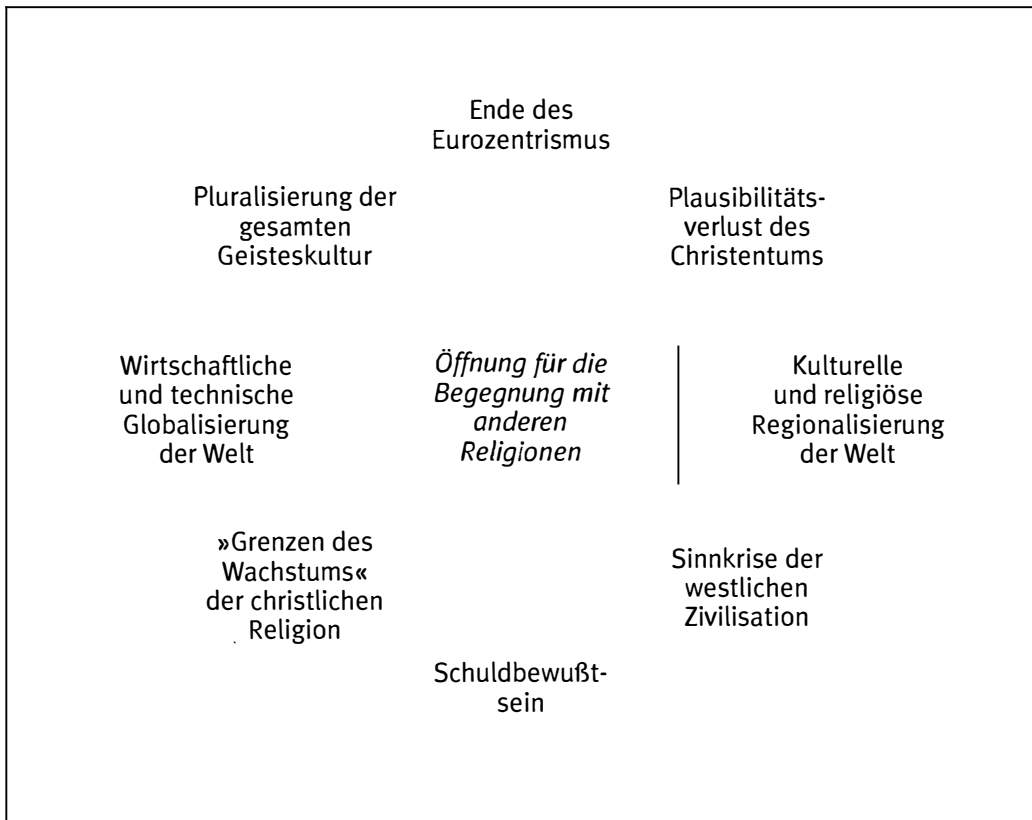 Ende des
Eurozentrismus
Pluralisierung der
gesamten
Geisteskultur
Plausibilitäts-
verlust des
Christentums
Wirtschaftliche
und technische
Globalisierung
der Welt
Öffnung für die
Begegnung mit
anderen
Religionen
Kulturelle
und religiöse
Regionalisierung
der Welt
»Grenzen des
Wachstums«
der christlichen
Religion
Sinnkrise der
westlichen
Zivilisation
Schuldbewußt-
sein